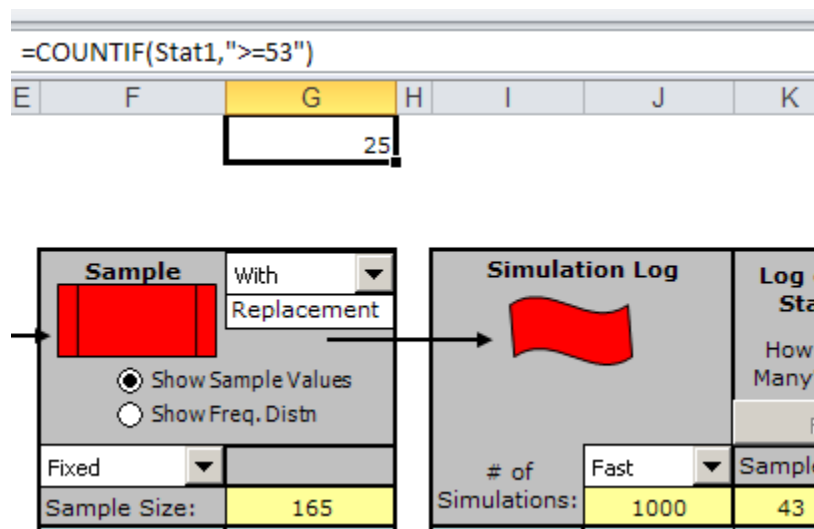 =COUNTIF(Stat1,">=53")
E F G H I J K
25
Sample
With
Replacement
Show Sample Values
Show Freq. Distn
Fixed
Sample Size: 165
Simulation Log
# of
Simulations:
Fast
1000
Log
Sta
How
Many
Sample
43